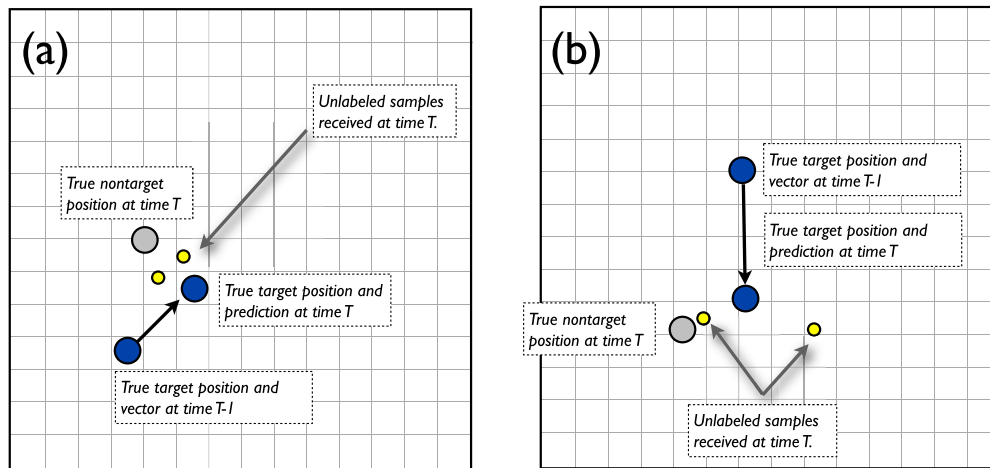 (a)
Unlabeled samples
received at time T.
True nontarget
position at time T
True target position and
prediction at time T
True target position and
vector at time T-1
(b)
True target position and
vector at time T-1
True target position and
prediction at time T
True nontarget
position at time T
Unlabeled samples
received at time T.